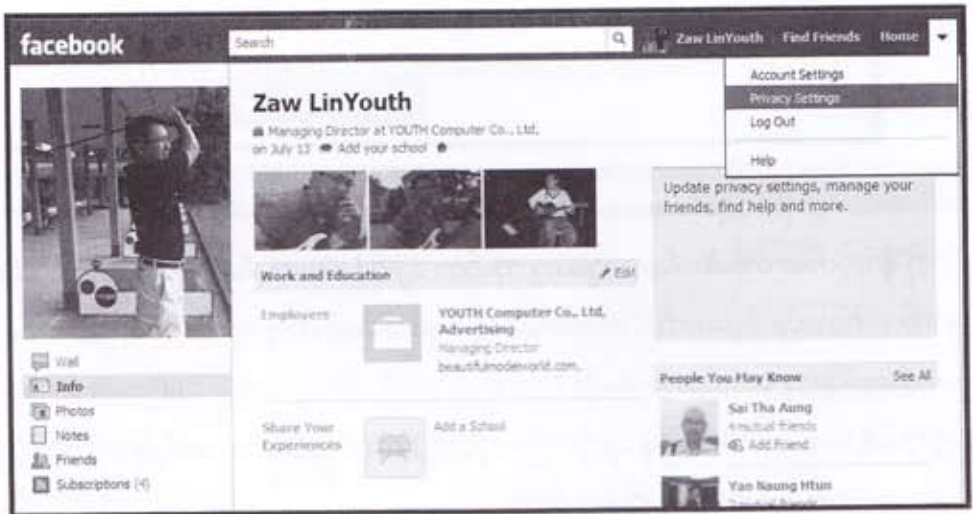 facebook
Search
Zaw LinYouth Find Friends Home
Account Settings
Privacy Settings
Log Out
Help
Zaw LinYouth
Managing Director at YOUTH Computer Co., Ltd.
on July 13 Add your school
Update privacy settings, manage your
friends, find help and more.
Work and Education
Edit
Employers
YOUTH Computer Co., Ltd,
Advertising
Managing Director
beautifulmodelworld.com,
Share Your
Experiences
Add a School
Wall
Info
Photos
Notes
Friends
Subscriptions (4)
People You May Know See All
Sai Tha Aung
4 mutual friends
Add Friend
Yan Naung Htun
mutual friends